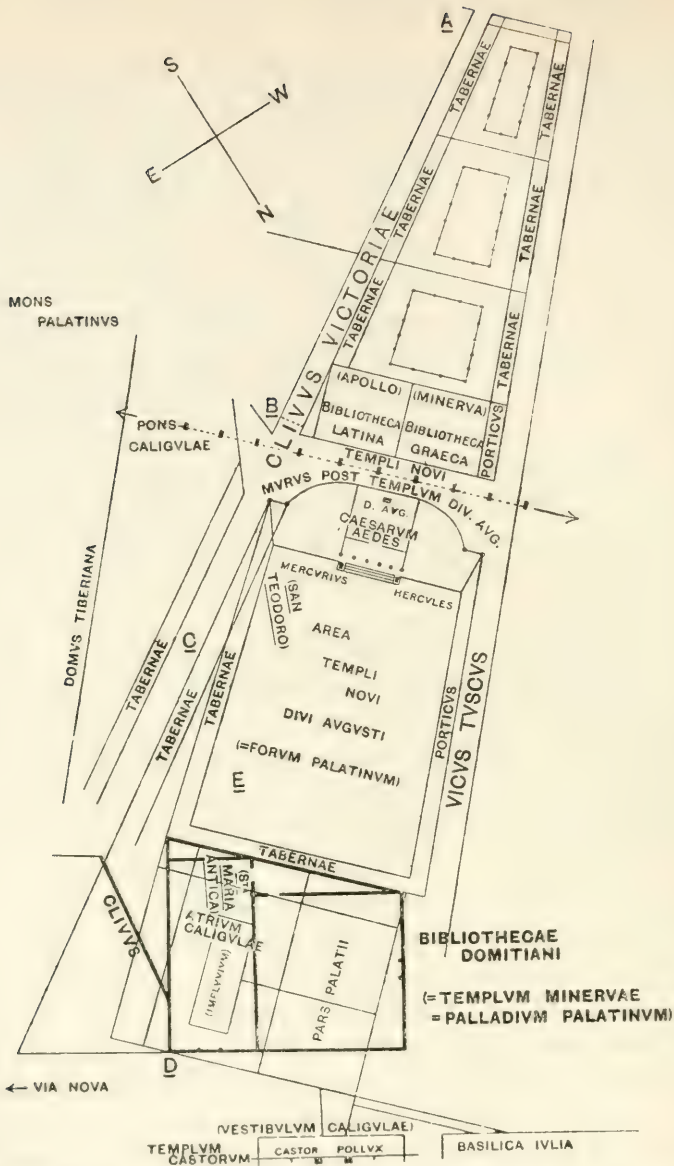 A
S
W
E
N
TABERNAE
TABERNAE
TABERNAE
TABERNAE
TABERNAE
TABERNAE
CLIVVS VICTORIAE
MONS
PALATINVS
(APOLLO)
(MINERVA)
BIBLIOTHECA
LATINA
BIBLIOTHECA
GRAECA
PORTICVS
B
PONS
CALIGVLAE
TEMPLI NOVI
MVRVS POST TEMPLVM DIV. AVG.
D. AVG.
CAESARVM
AEDES
MERCVRIVS
HERCVLES
(SAN
TEODORO)
AREA
TEMPLI
NOVI
DIVI AVGVSTI
(=FORVM PALATINVM)
DOMVS TIBERIANA
TABERNAE
C
TABERNAE
TABERNAE
PORTICVS
VICVS TVSCVS
E
TABERNAE
CLIVVS
(STA
MARIA
ANTICA)
ATRIVM
CALIGVLAE
(IMPLVVIVM)
PARS PALATII
BIBLIOTHECAE
DOMITIANI
(=TEMPLVM MINERVAE
=PALLADIVM PALATINVM)
D
← VIA NOVA
(VESTIBVLVM CALIGVLAE)
TEMPLVM
CASTORVM
CASTOR POLLVX
BASILICA IVLIA